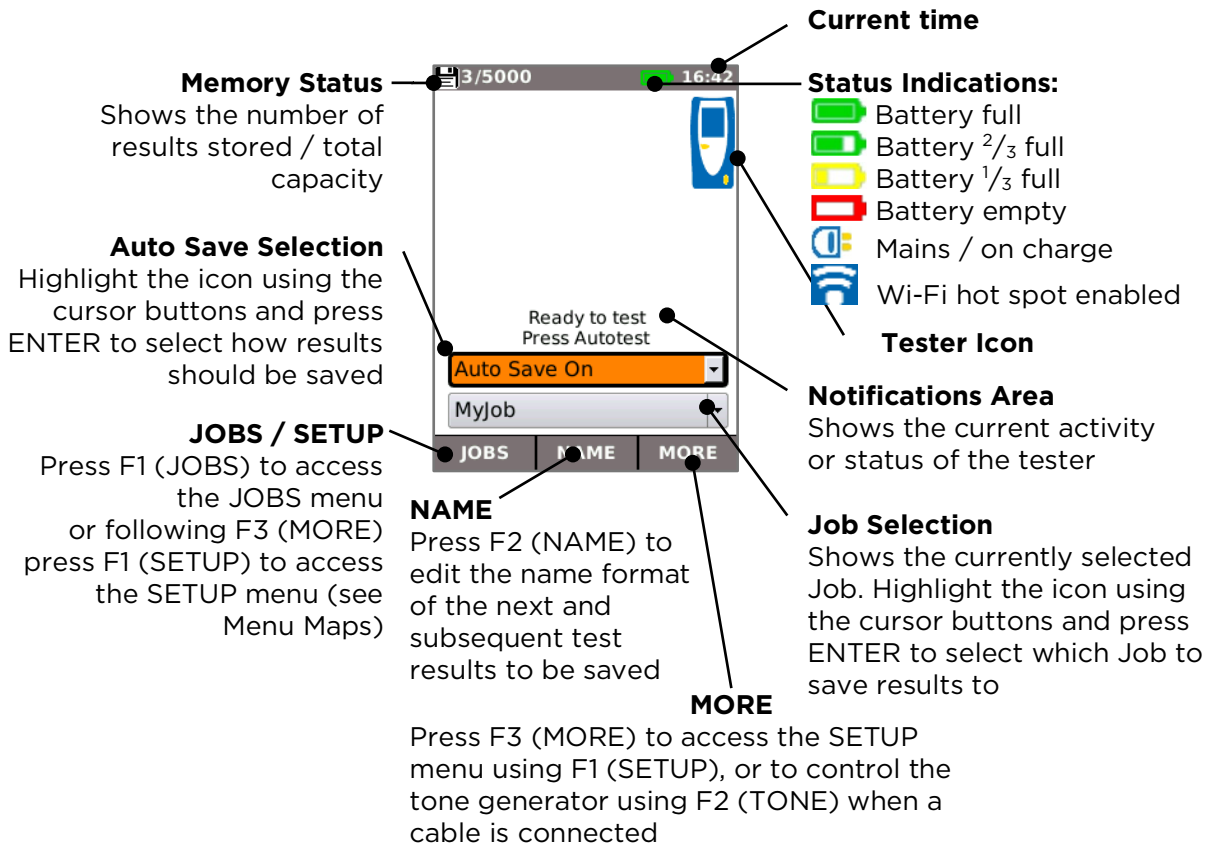 Current time
3/5000
16:42
Memory Status
Shows the number of
results stored / total
capacity
Status Indications:
Battery full
Battery 2/3 full
Battery 1/3 full
Battery empty
Mains / on charge
Wi-Fi hot spot enabled
Auto Save Selection
Highlight the icon using the
cursor buttons and press
ENTER to select how results
should be saved
Ready to test
Press Autotest
Tester Icon
Auto Save On
MyJob
Notifications Area
Shows the current activity
or status of the tester
JOBS / SETUP
Press F1 (JOBS) to access
the JOBS menu
or following F3 (MORE)
press F1 (SETUP) to access
the SETUP menu (see
Menu Maps)
JOBS
NAME
MORE
NAME
Press F2 (NAME) to
edit the name format
of the next and
subsequent test
results to be saved
Job Selection
Shows the currently selected
Job. Highlight the icon using
the cursor buttons and press
ENTER to select which Job to
save results to
MORE
Press F3 (MORE) to access the SETUP
menu using F1 (SETUP), or to control the
tone generator using F2 (TONE) when a
cable is connected